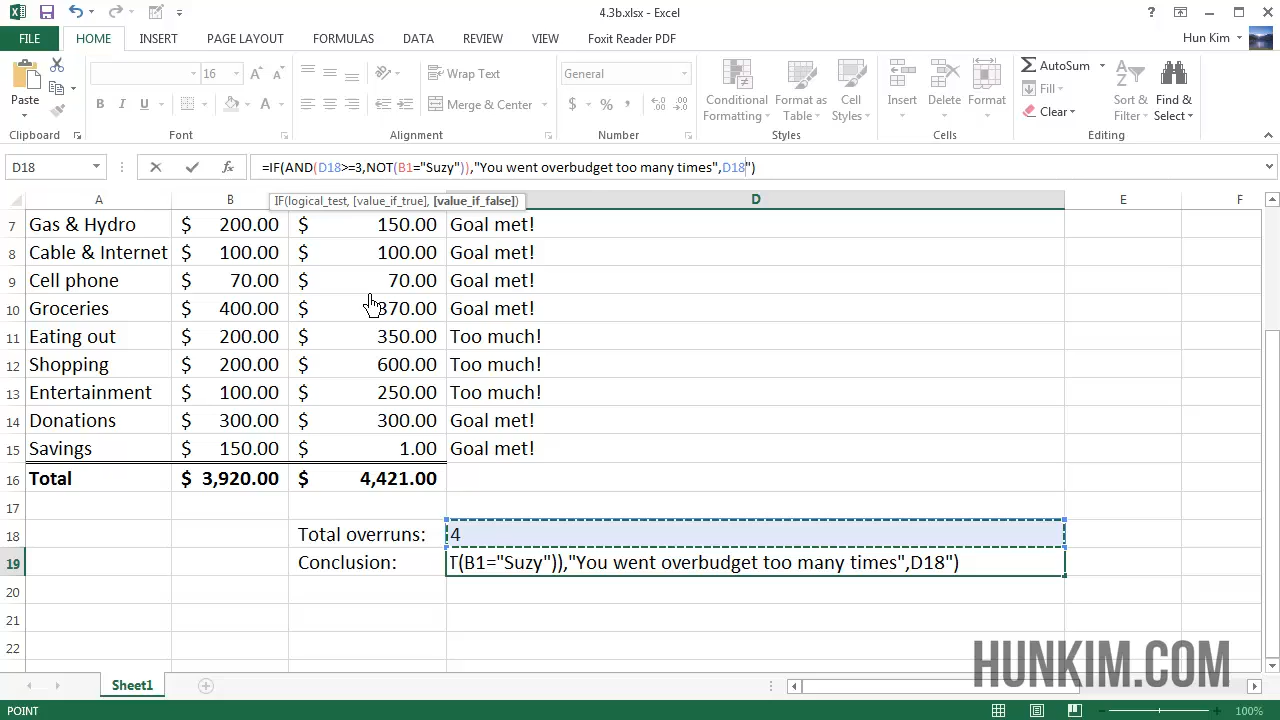 4.3b.xlsx - Excel
?
FILE HOME INSERT PAGE LAYOUT FORMULAS DATA REVIEW VIEW Foxit Reader PDF Hun Kim
Paste
16 A A
B I U A
Wrap Text
Merge & Center
General
$ % , .00 .0
Conditional Formatting
Format as Table
Cell Styles
Insert Delete Format
AutoSum
Fill
Clear
Sort & Filter
Find & Select
Clipboard Font Alignment Number Styles Cells Editing
D18 fx =IF(AND(D18>=3,NOT(B1="Suzy")),"You went overbudget too many times",D18")
IF(logical_test, [value_if_true], [value_if_false])
A B D E F
7 Gas & Hydro $ 200.00 $ 150.00 Goal met!
8 Cable & Internet $ 100.00 $ 100.00 Goal met!
9 Cell phone $ 70.00 $ 70.00 Goal met!
10 Groceries $ 400.00 $ 370.00 Goal met!
11 Eating out $ 200.00 $ 350.00 Too much!
12 Shopping $ 200.00 $ 600.00 Too much!
13 Entertainment $ 100.00 $ 250.00 Too much!
14 Donations $ 300.00 $ 300.00 Goal met!
15 Savings $ 150.00 $ 1.00 Goal met!
16 Total $ 3,920.00 $ 4,421.00
17
18 Total overruns: 4
19 Conclusion: T(B1="Suzy")),"You went overbudget too many times",D18")
20
21
22
HUNKIM.COM
Sheet1
POINT 100%